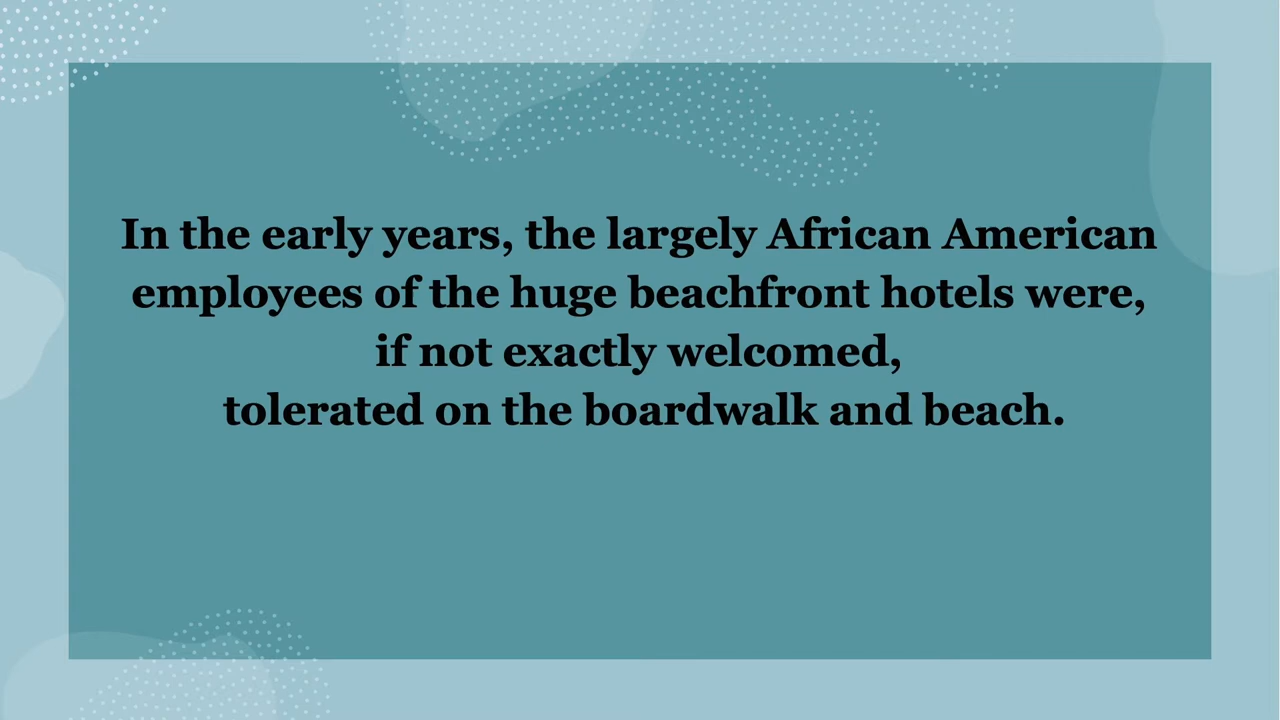 In the early years, the largely African American
employees of the huge beachfront hotels were,
if not exactly welcomed,
tolerated on the boardwalk and beach.